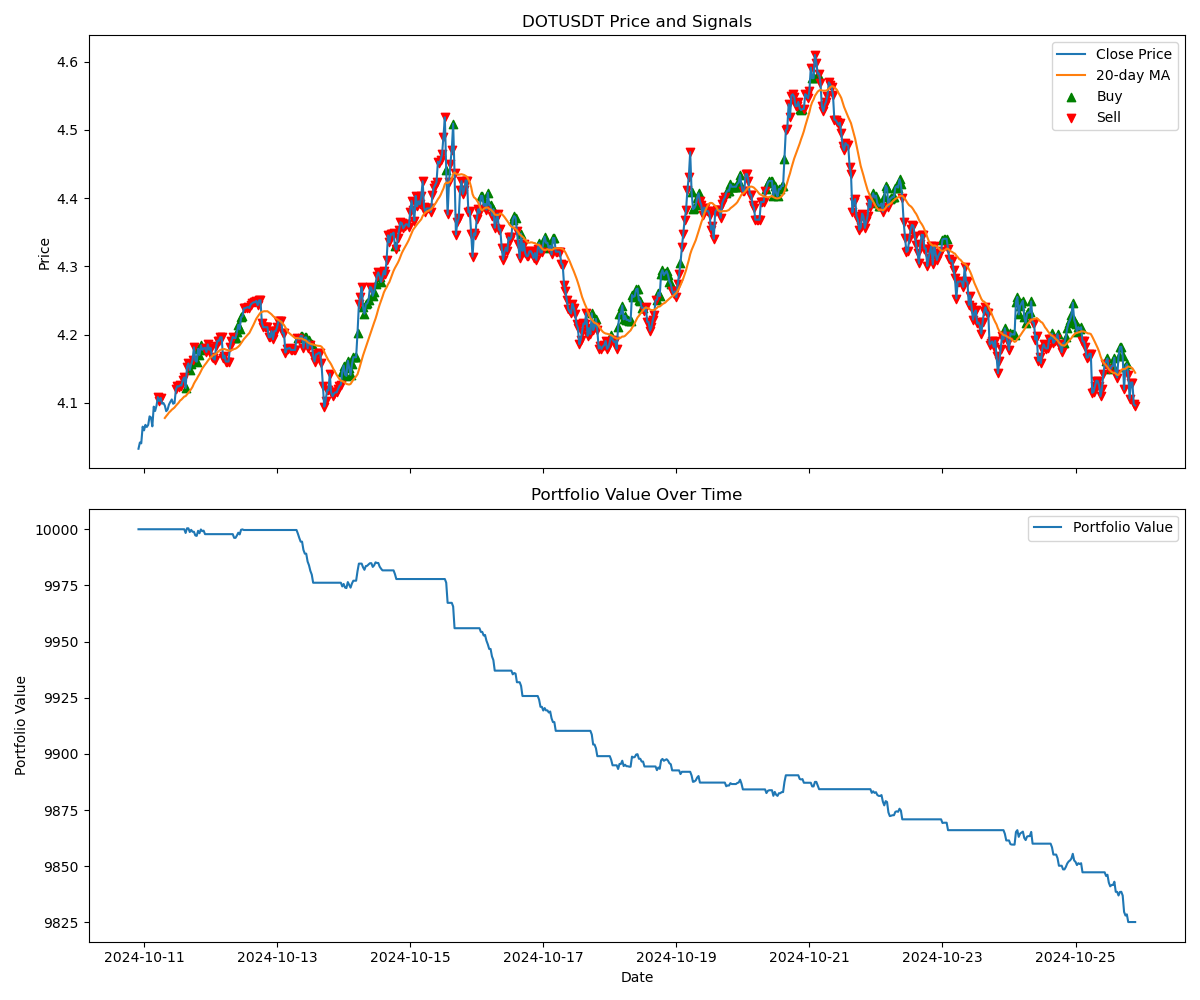 DOTUSDT Price and Signals
Price
4.6
4.5
4.4
4.3
4.2
4.1
Close Price
20-day MA
Buy
Sell
Portfolio Value Over Time
Portfolio Value
10000
9975
9950
9925
9900
9875
9850
9825
Portfolio Value
2024-10-11 2024-10-13 2024-10-15 2024-10-17 2024-10-19 2024-10-21 2024-10-23 2024-10-25
Date